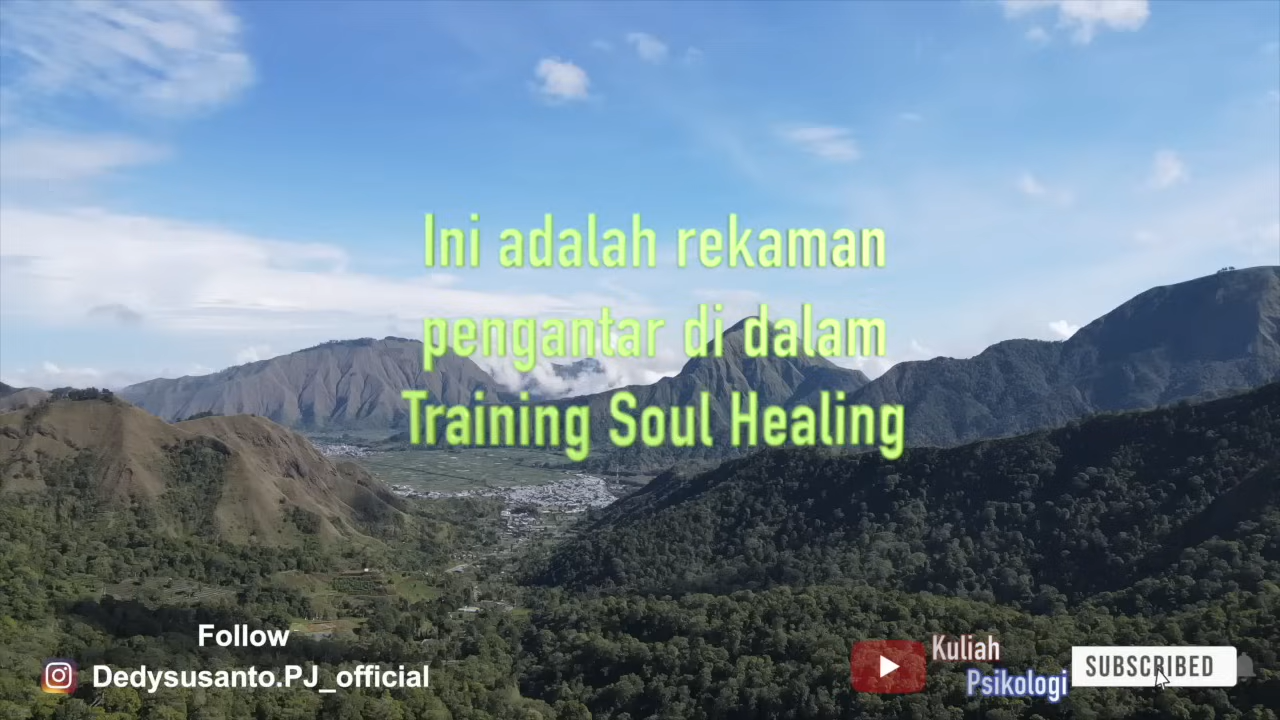 Ini adalah rekaman
pengantar di dalam
Training Soul Healing
Follow
Dedysusanto.PJ_official
Kuliah
Psikologi
SUBSCRIBED